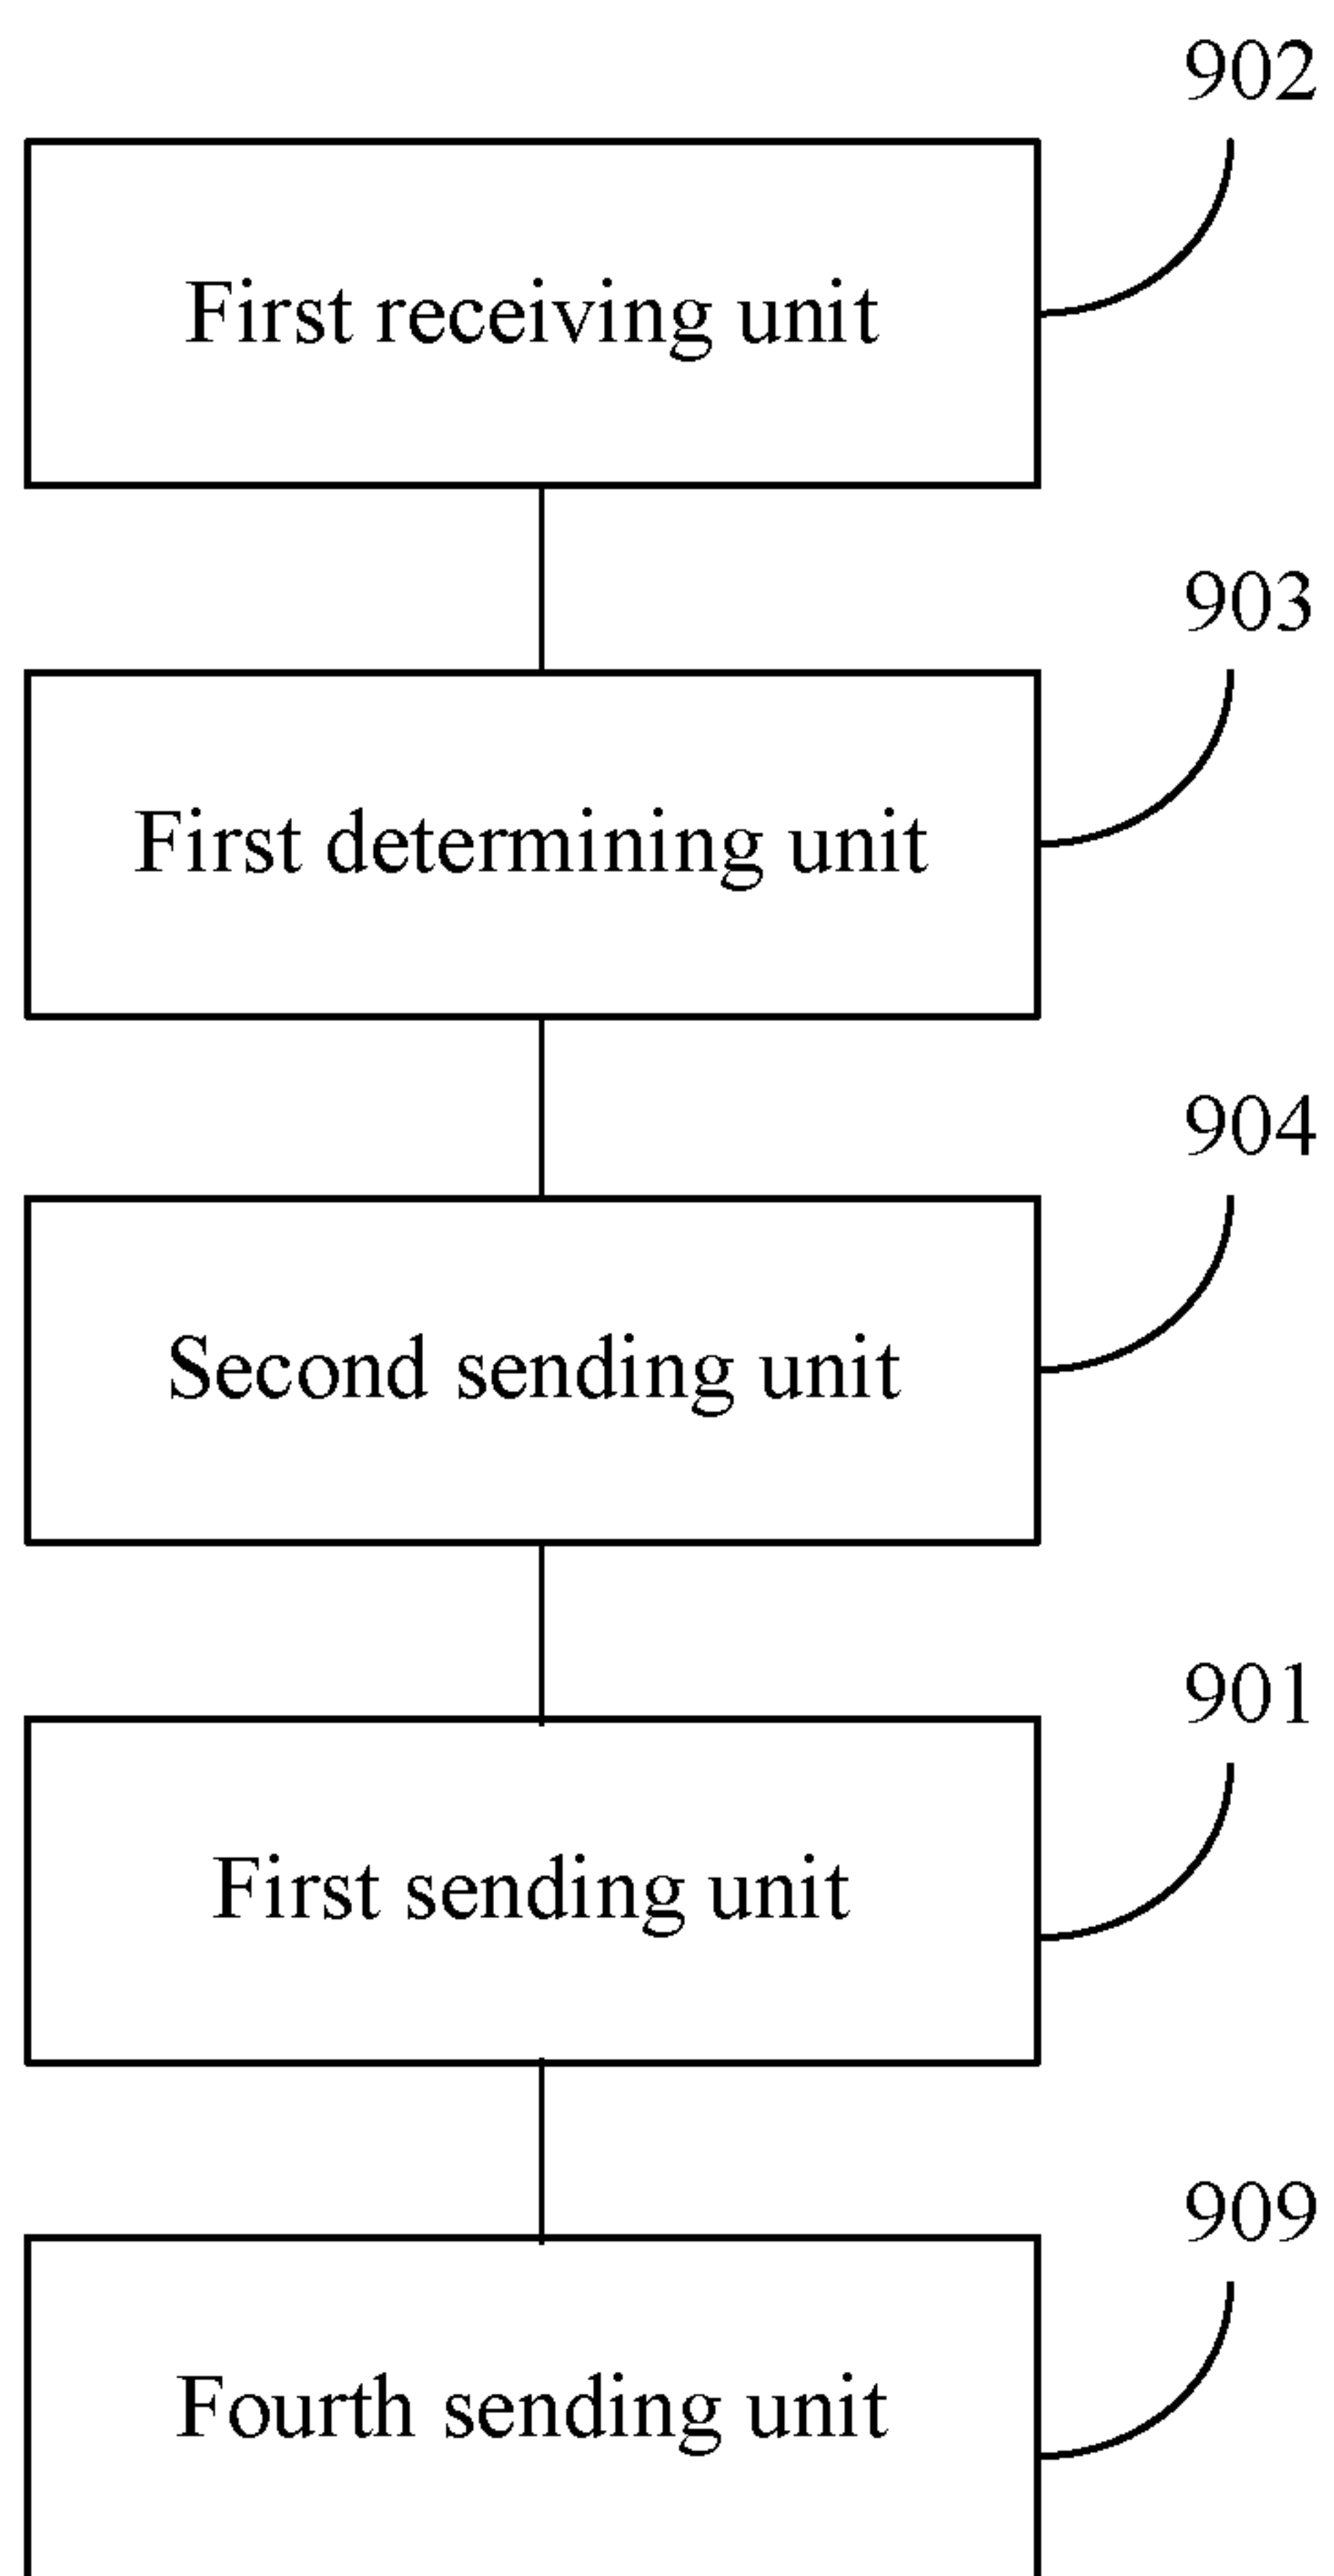 902
First receiving unit
903
First determining unit
904
Second sending unit
901
First sending unit
909
Fourth sending unit